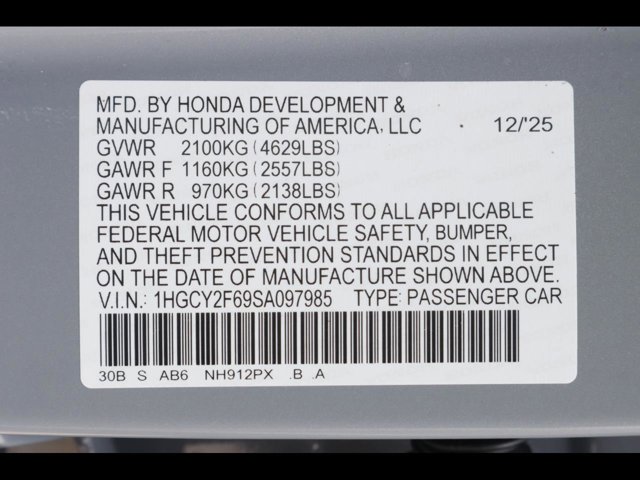 MFD. BY HONDA DEVELOPMENT &
MANUFACTURING OF AMERICA, LLC 12/'25
GVWR 2100KG (4629LBS)
GAWR F 1160KG (2557LBS)
GAWR R 970KG (2138LBS)
THIS VEHICLE CONFORMS TO ALL APPLICABLE
FEDERAL MOTOR VEHICLE SAFETY, BUMPER,
AND THEFT PREVENTION STANDARDS IN EFFECT
ON THE DATE OF MANUFACTURE SHOWN ABOVE.
V.I.N.: 1HGCY2F69SA097985 TYPE: PASSENGER CAR
30B S AB6 NH912PX .B .A